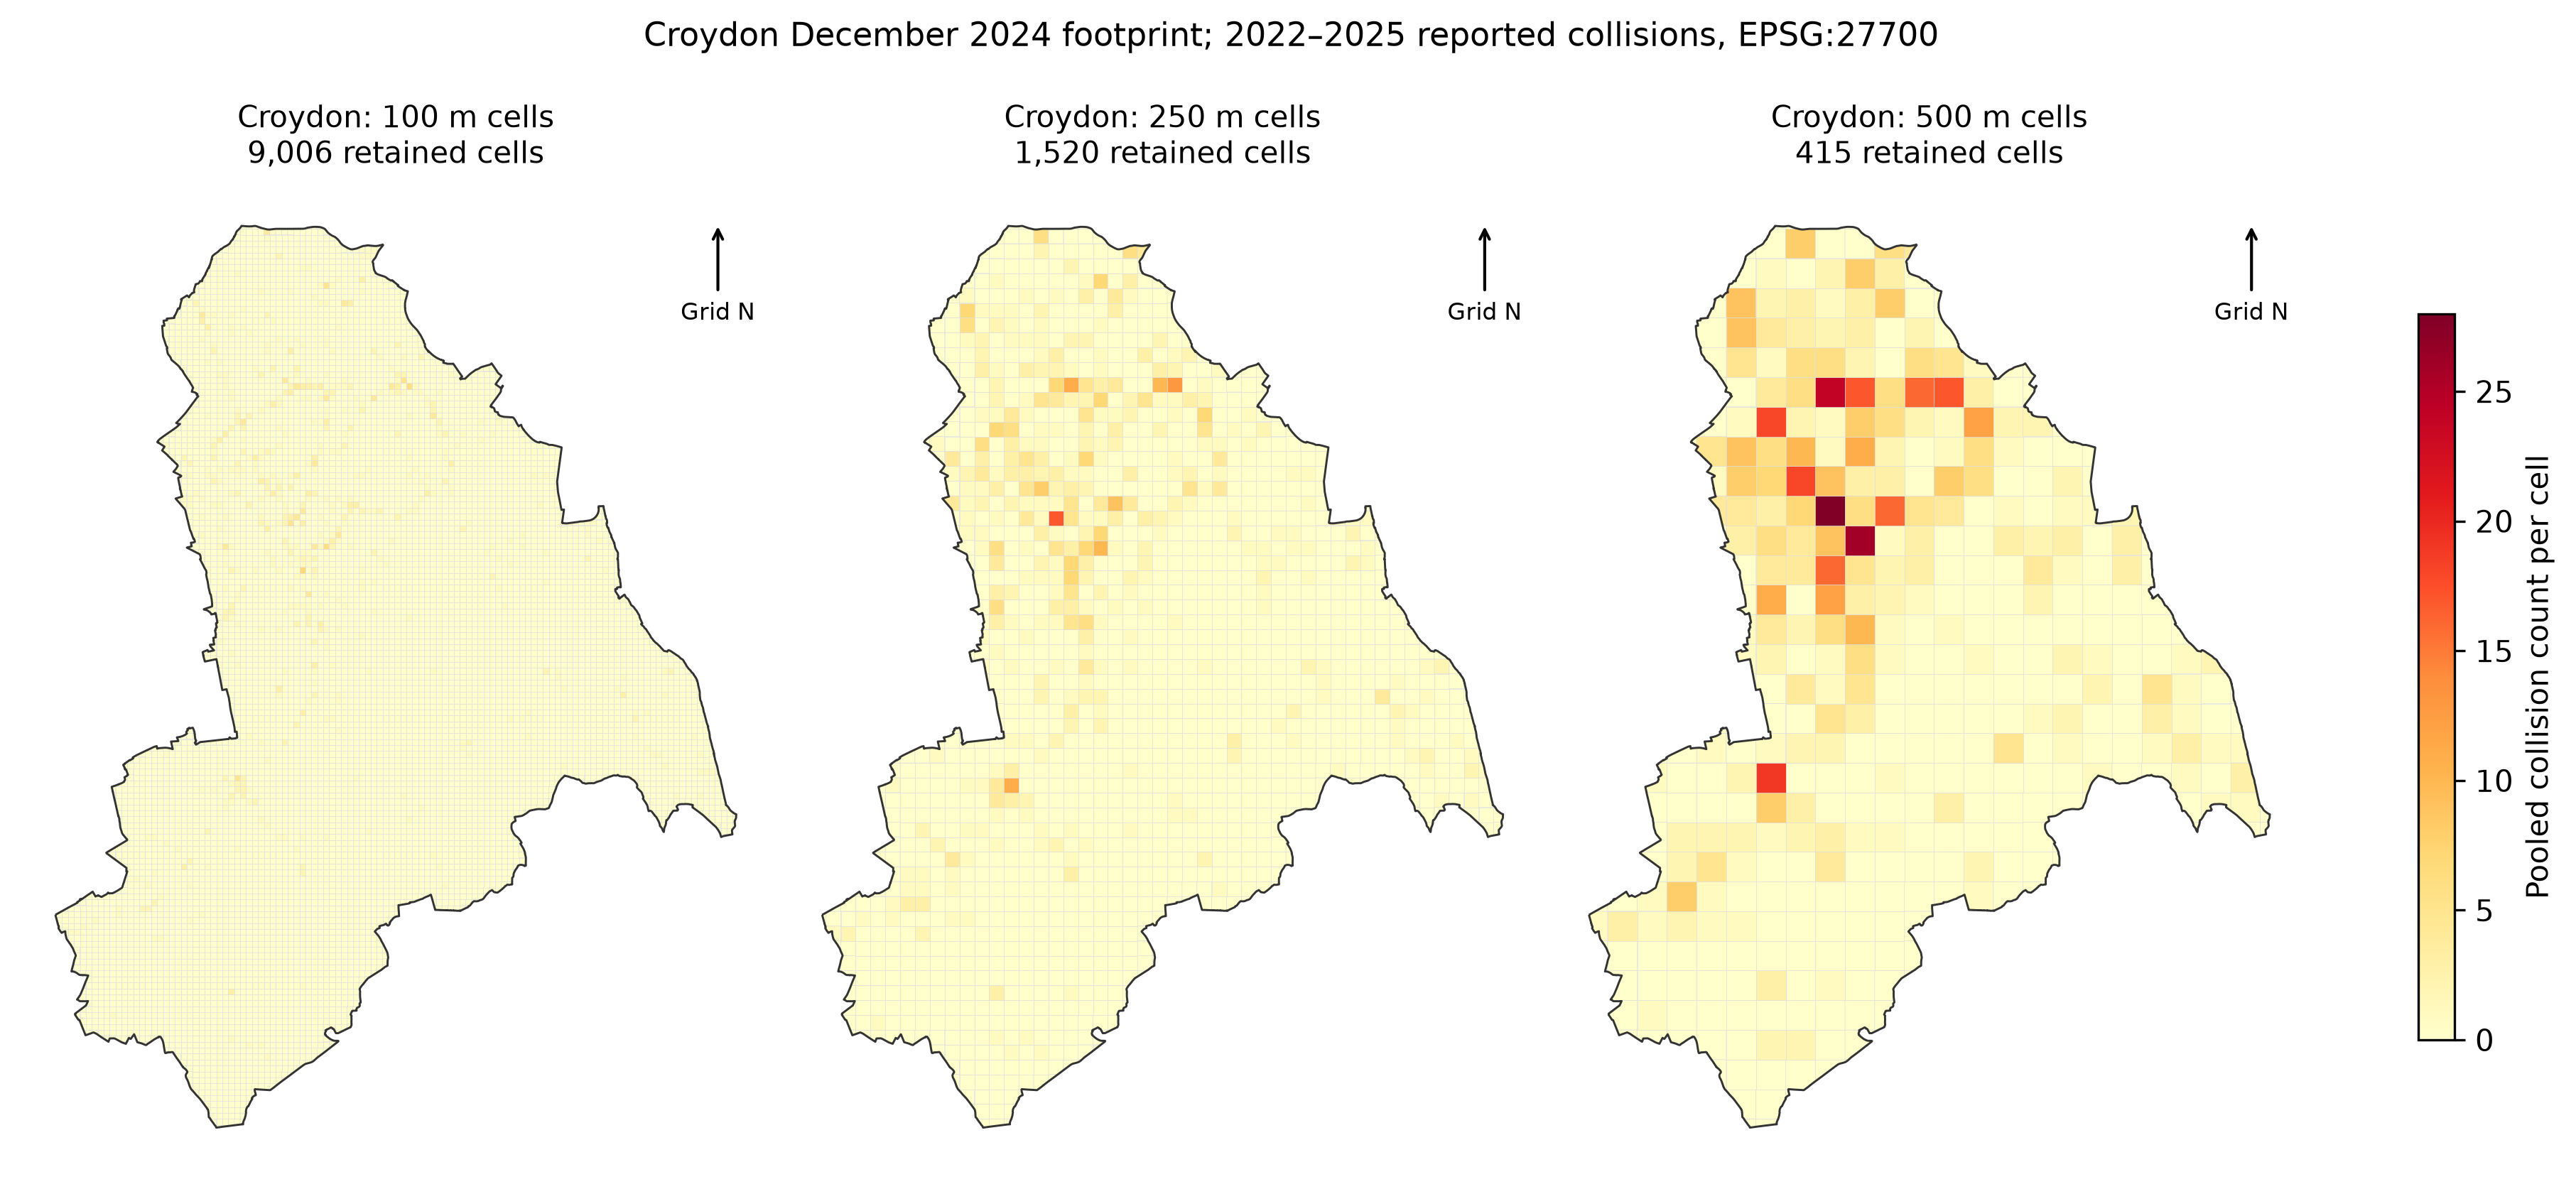 Croydon December 2024 footprint; 2022–2025 reported collisions, EPSG:27700
Croydon: 100 m cells
9,006 retained cells
Croydon: 250 m cells
1,520 retained cells
Croydon: 500 m cells
415 retained cells
Grid N
Grid N
Grid N
25
20
15
10
5
0
Pooled collision count per cell